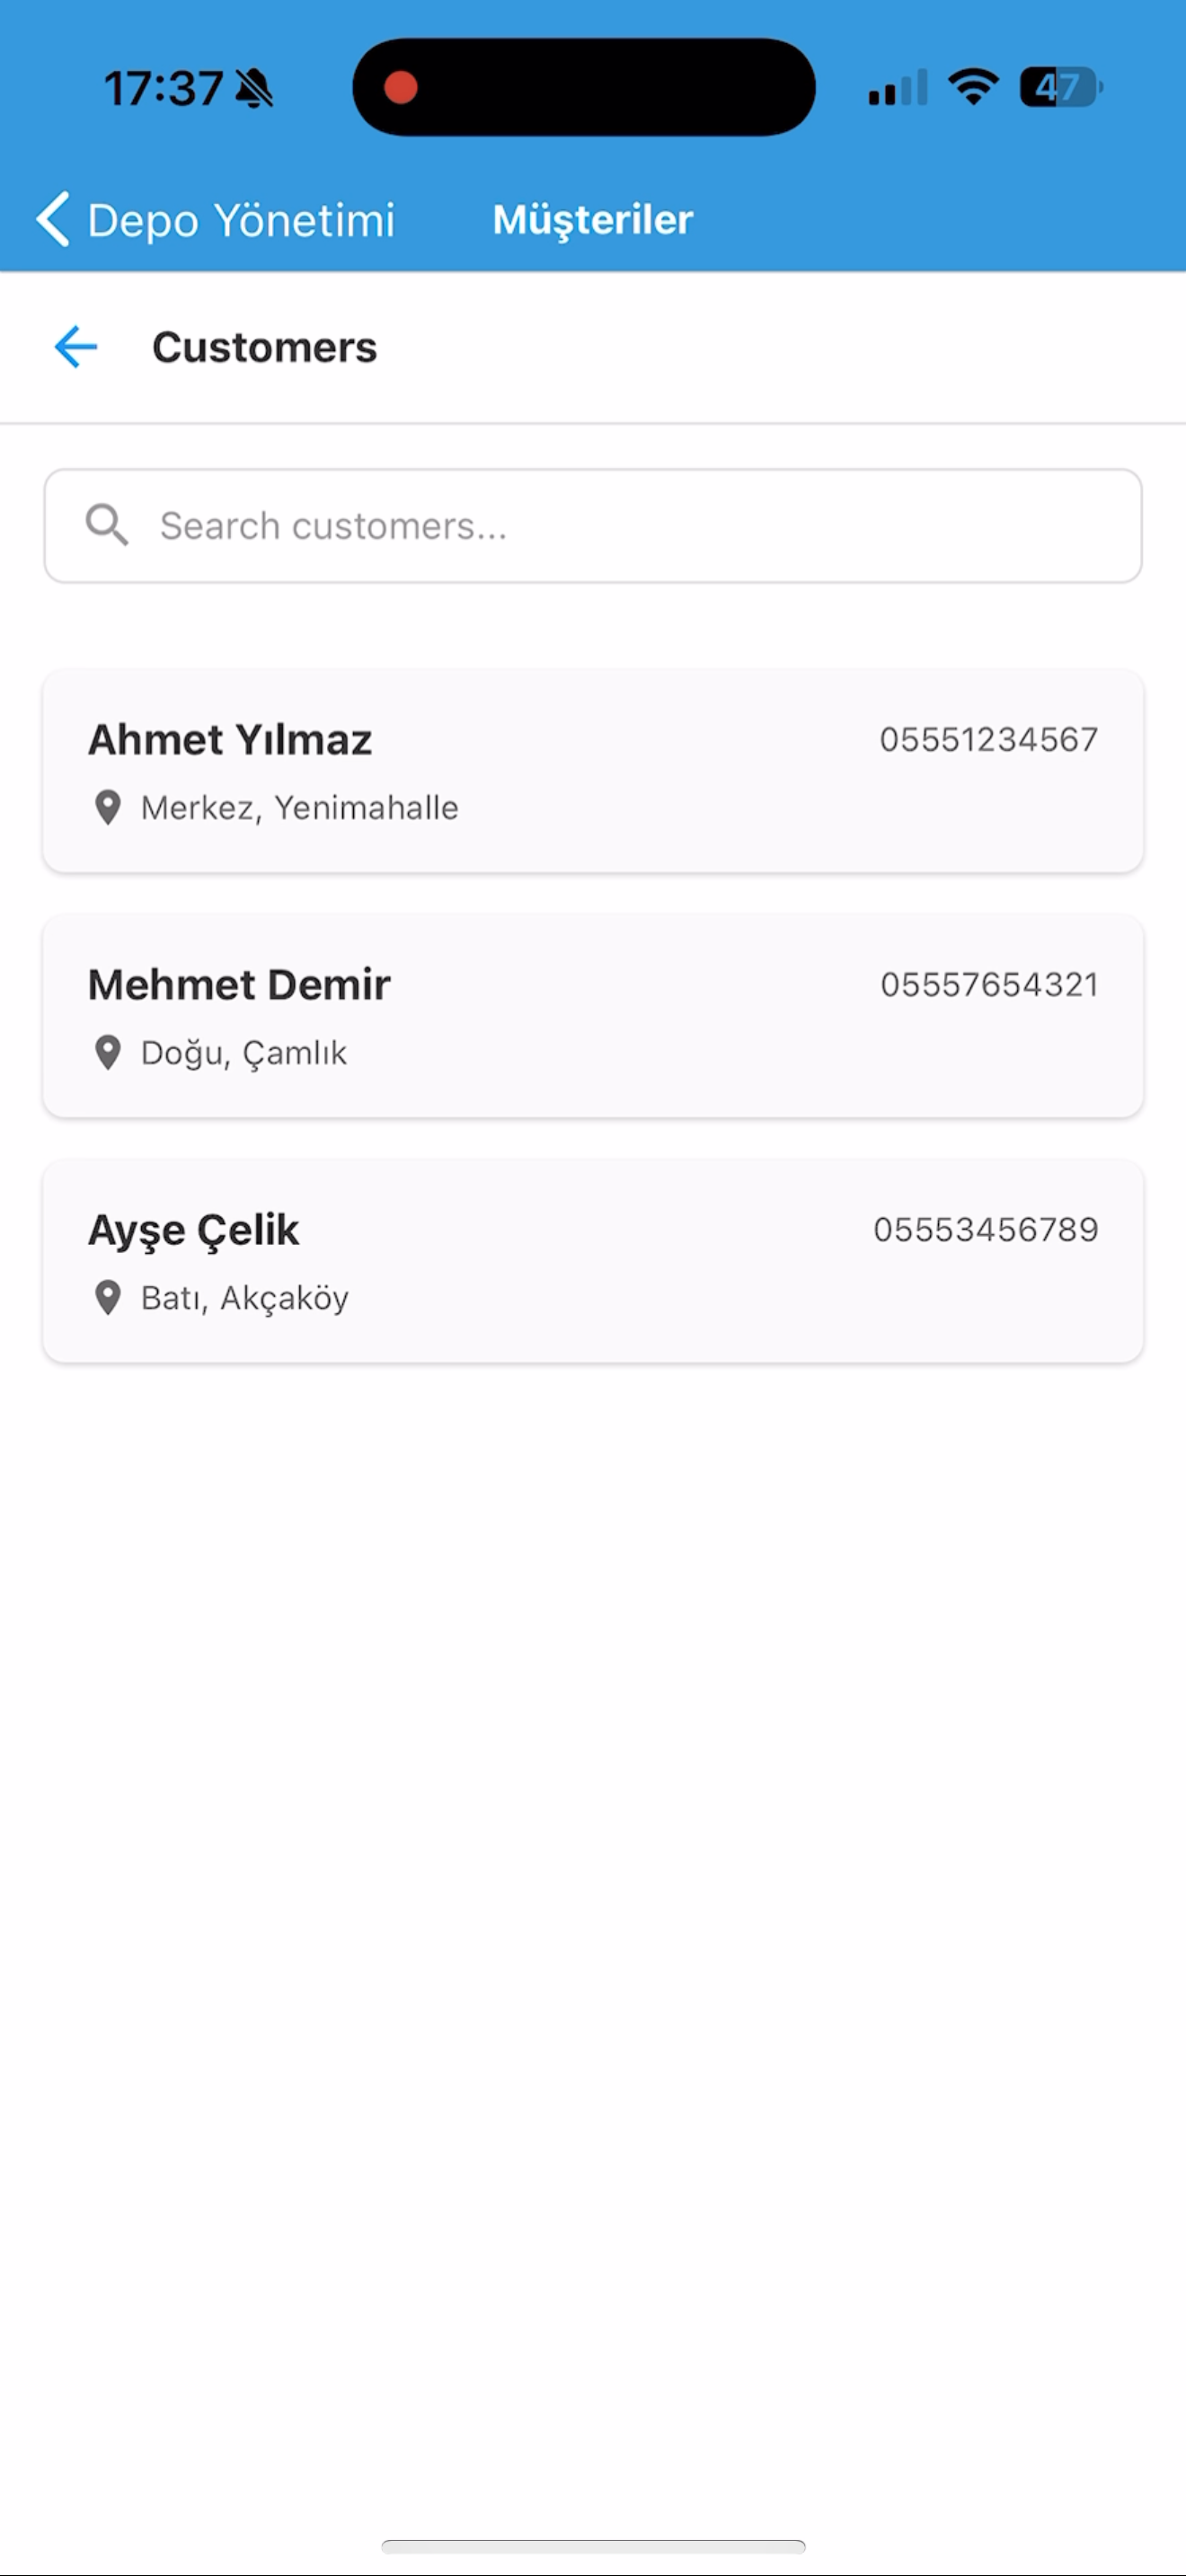 17:37
47
Depo Yönetimi
Müşteriler
Customers
Search customers...
Ahmet Yılmaz
05551234567
Merkez, Yenimahalle
Mehmet Demir
05557654321
Doğu, Çamlık
Ayşe Çelik
05553456789
Batı, Akçaköy